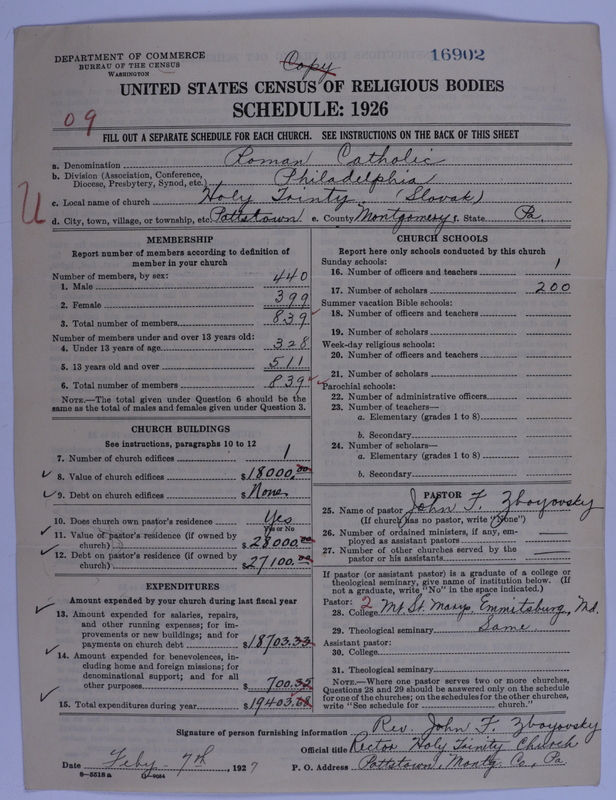 DEPARTMENT OF COMMERCE
BUREAU OF THE CENSUS
WASHINGTON
Copy
16902
UNITED STATES CENSUS OF RELIGIOUS BODIES
SCHEDULE: 1926
09
FILL OUT A SEPARATE SCHEDULE FOR EACH CHURCH. SEE INSTRUCTIONS ON THE BACK OF THIS SHEET
a. Denomination Roman Catholic
b. Division (Association, Conference, Diocese, Presbytery, Synod, etc.) Philadelphia
c. Local name of church Holy Trinity (Slovak)
U
d. City, town, village, or township, etc. Pottstown e. County Montgomery f. State Pa.
MEMBERSHIP
Report number of members according to definition of
member in your church
Number of members, by sex:
1. Male 440
2. Female 399
3. Total number of members 839
Number of members under and over 13 years old:
4. Under 13 years of age 328
5. 13 years old and over 511
6. Total number of members 839
NOTE.—The total given under Question 6 should be
same as the total of males and females given under Question 3.
CHURCH BUILDINGS
See instructions, paragraphs 10 to 12
7. Number of church edifices 1
8. Value of church edifices $18000.00
9. Debt on church edifices $None
10. Does church own pastor's residence Yes
Yes or No
11. Value of pastor's residence (if owned by
church) $28000.00
12. Debt on pastor's residence (if owned by
church) $27100.00
EXPENDITURES
Amount expended by your church during last fiscal year
13. Amount expended for salaries, repairs,
and other running expenses; for im-
provements or new buildings; and for
payments on church debt $18703.33
14. Amount expended for benevolences, in-
cluding home and foreign missions; for
denominational support; and for all
other purposes $700.35
15. Total expenditures during year $19403.68
CHURCH SCHOOLS
Report here only schools conducted by this church
Sunday schools:
16. Number of officers and teachers 1
17. Number of scholars 200
Summer vacation Bible schools:
18. Number of officers and teachers
19. Number of scholars
Week-day religious schools:
20. Number of officers and teachers
21. Number of scholars
Parochial schools:
22. Number of administrative officers
23. Number of teachers—
a. Elementary (grades 1 to 8)
b. Secondary
24. Number of scholars—
a. Elementary (grades 1 to 8)
b. Secondary
PASTOR
25. Name of pastor John F. Zboyovsky
(If church has no pastor, write "None")
26. Number of ordained ministers, if any, em-
ployed as assistant pastors
27. Number of other churches served by the
pastor or his assistants
If pastor (or assistant pastor) is a graduate of a college or
theological seminary, give name of institution below. (If
not a graduate, write "No" in the space indicated.)
Pastor: 2
28. College Mt St. Marys Emmitsburg, Md.
29. Theological seminary Same
Assistant pastor:
30. College
31. Theological seminary
NOTE.—Where one pastor serves two or more churches,
Questions 28 and 29 should be answered only on the schedule
for one of the churches; on the schedules for the other churches,
write "See schedule for church."
Signature of person furnishing information Rev. John F. Zboyovsky
Official title Rector Holy Trinity Church
Date Feby - 7th, 1927 P. O. Address Pottstown, Montg. Co., Pa
8—5518a